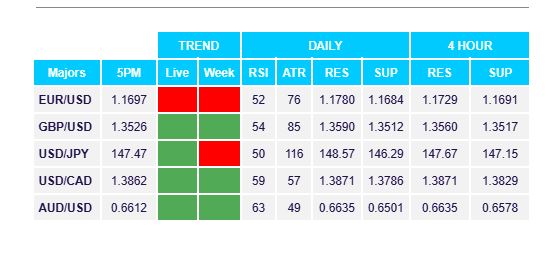 TREND DAILY 4 HOUR
Majors 5PM Live Week RSI ATR RES SUP RES SUP
EUR/USD 1.1697 52 76 1.1780 1.1684 1.1729 1.1691
GBP/USD 1.3526 54 85 1.3590 1.3512 1.3560 1.3517
USD/JPY 147.47 50 116 148.57 146.29 147.67 147.15
USD/CAD 1.3862 59 57 1.3871 1.3786 1.3871 1.3829
AUD/USD 0.6612 63 49 0.6635 0.6501 0.6635 0.6578